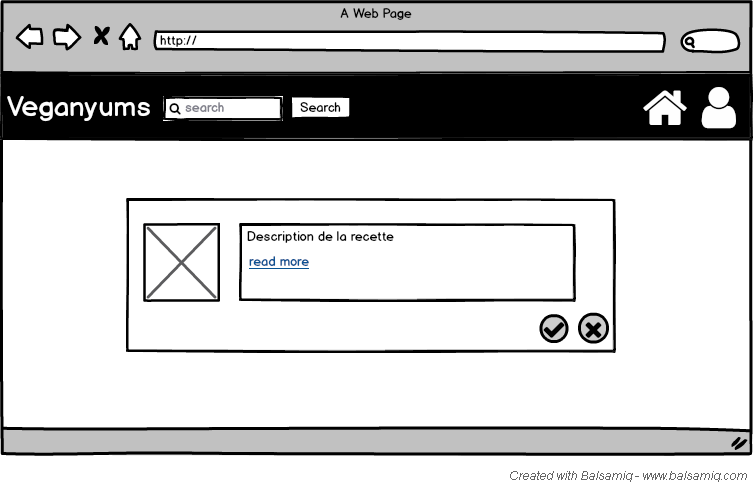 A Web Page
http://
Veganyums search Search
Description de la recette
read more
Created with Balsamiq - www.balsamiq.com